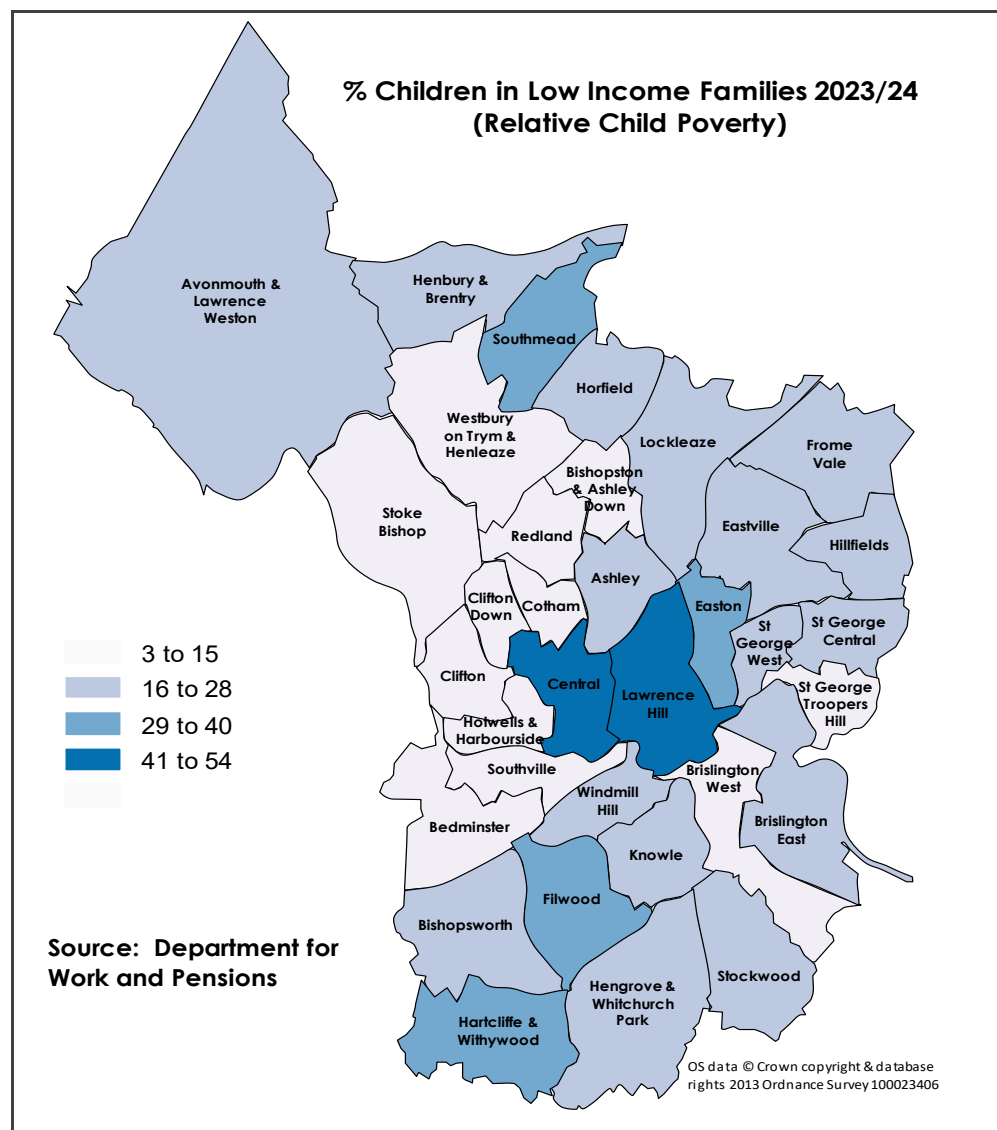 % Children in Low Income Families 2023/24
(Relative Child Poverty)
Avonmouth &
Lawrence
Weston
Henbury &
Brentry
Southmead
Horfield
Westbury
on Trym &
Henleaze
Lockleaze
Frome
Vale
Bishopston
& Ashley
Down
Stoke
Bishop
Redland
Eastville
Hillfields
Ashley
Clifton
Down
Cotham
Easton
St
George
West
St George
Central
3 to 15
16 to 28
29 to 40
41 to 54
Clifton
Central
Lawrence
Hill
St George
Troopers
Hill
Hotwells &
Harbourside
Southville
Brislington
West
Windmill
Hill
Bedminster
Brislington
East
Knowle
Filwood
Bishopsworth
Source: Department for
Work and Pensions
Stockwood
Hengrove &
Whitchurch
Park
Hartcliffe &
Withywood
OS data © Crown copyright & database
rights 2013 Ordnance Survey 100023406